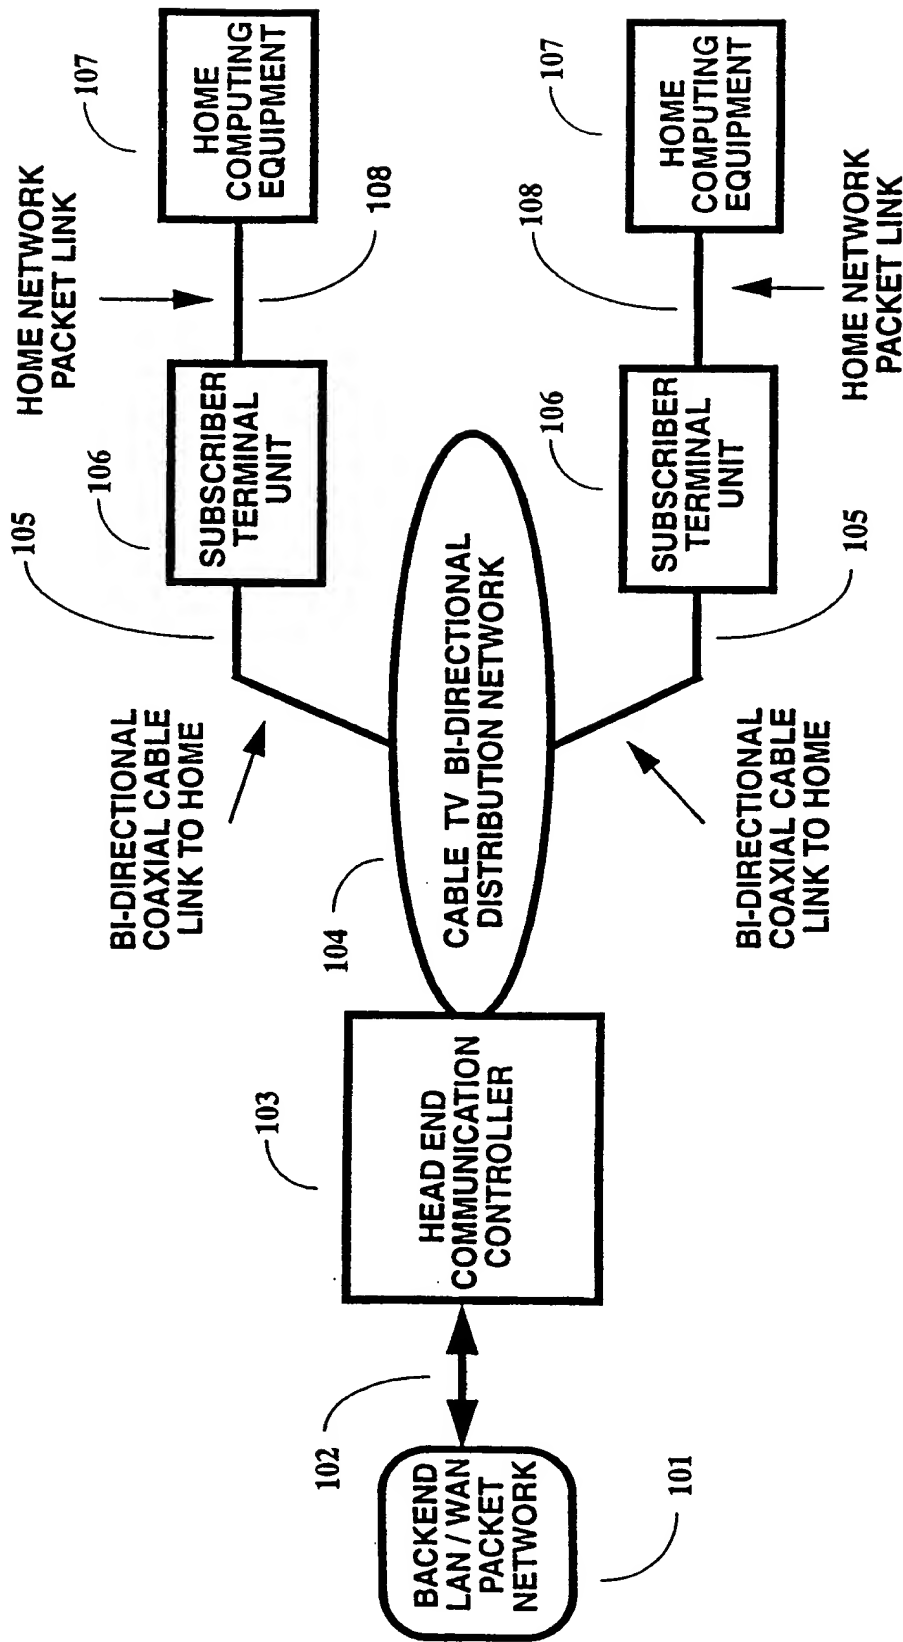 BACKEND
LAN / WAN
PACKET
NETWORK
101
102
HEAD END
COMMUNICATION
CONTROLLER
103
CABLE TV BI-DIRECTIONAL
DISTRIBUTION NETWORK
104
BI-DIRECTIONAL
COAXIAL CABLE
LINK TO HOME
105
SUBSCRIBER
TERMINAL
UNIT
106
HOME NETWORK
PACKET LINK
108
HOME
COMPUTING
EQUIPMENT
107
BI-DIRECTIONAL
COAXIAL CABLE
LINK TO HOME
105
SUBSCRIBER
TERMINAL
UNIT
106
HOME NETWORK
PACKET LINK
108
HOME
COMPUTING
EQUIPMENT
107